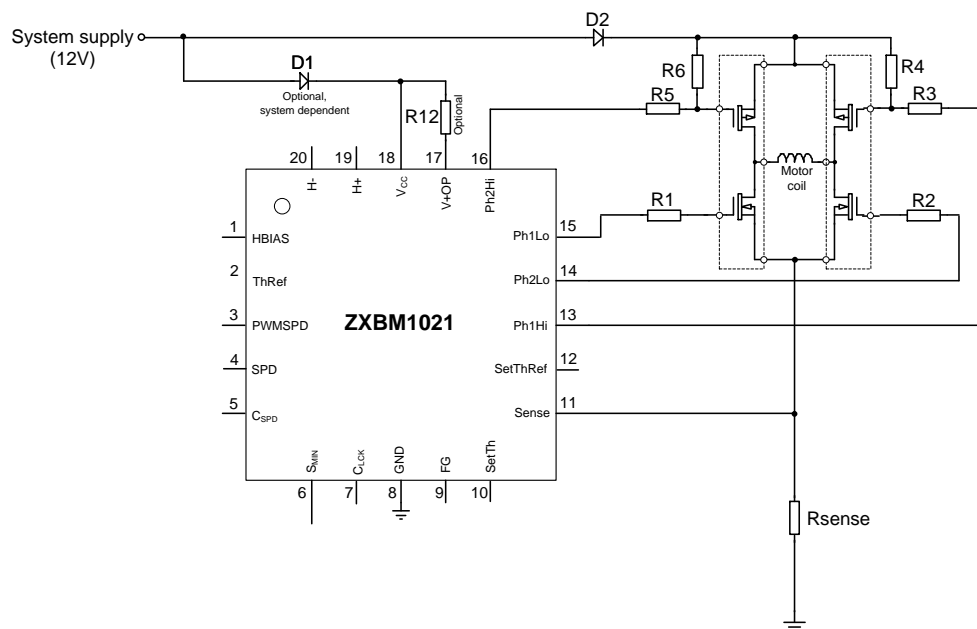 System supply
(12V)
D2
D1
Optional,
system dependent
R12
Optional
R6
R5
R4
R3
20
19
18
17
16
H-
H+
VCC
V+OP
Ph2Hi
Motor
coil
R1
R2
1
HBIAS
2
ThRef
3
PWMSPD
4
SPD
5
CSPD
ZXBM1021
15
Ph1Lo
14
Ph2Lo
13
Ph1Hi
12
SetThRef
11
Sense
SMIN
CLCK
GND
FG
SetTh
6
7
8
9
10
Rsense